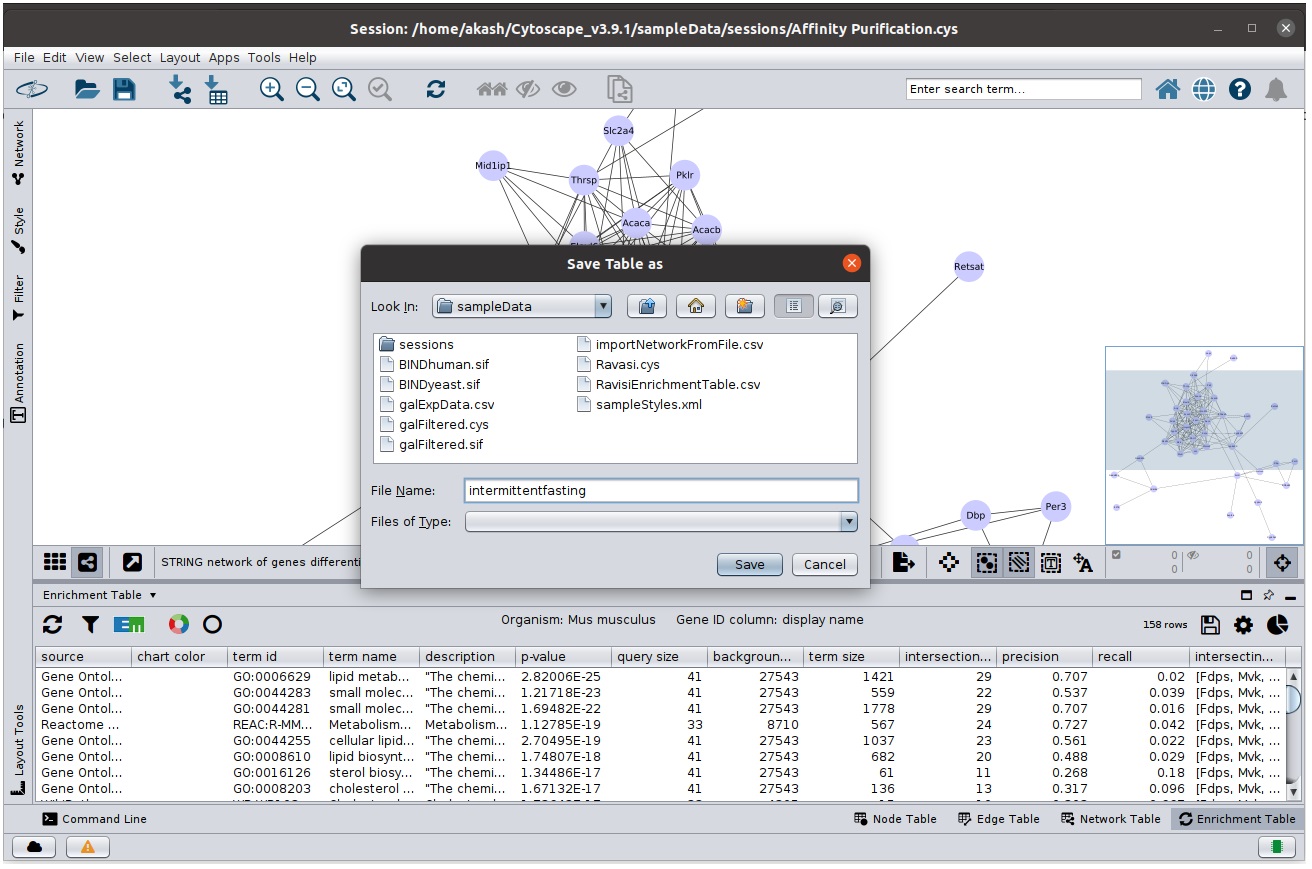 Session: /home/akash/Cytoscape_v3.9.1/sampleData/sessions/Affinity Purification.cys
File Edit View Select Layout Apps Tools Help
Enter search term...
Network
Style
Filter
Annotation
Layout Tools
Slc2a4
Mid1ip1
Thrsp
Pklr
Acaca
Acacb
Retsat
Save Table as
Look In: sampleData
sessions
BINDhuman.sif
BINDyeast.sif
galExpData.csv
galFiltered.cys
galFiltered.sif
importNetworkFromFile.csv
Ravasi.cys
RavisiEnrichmentTable.csv
sampleStyles.xml
File Name: intermittentfasting
Files of Type:
Save Cancel
Dbp
Per3
STRING network of genes differenti
0 0
0 0
Enrichment Table
Em
Organism: Mus musculus Gene ID column: display name
158 rows
source chart color term id term name description p-value query size backgroun... term size intersection... precision recall intersectin...
Gene Ontol... GO:0006629 lipid metab... "The chemi... 2.82006E-25 41 27543 1421 29 0.707 0.02 [Fdps, Mvk, ...
Gene Ontol... GO:0044283 small molec... "The chemi... 1.21718E-23 41 27543 559 22 0.537 0.039 [Fdps, Mvk, ...
Gene Ontol... GO:0044281 small molec... "The chemi... 1.69482E-22 41 27543 1778 29 0.707 0.016 [Fdps, Mvk, ...
Reactome ... REAC:R-MM... Metabolism... Metabolism... 1.12785E-19 33 8710 567 24 0.727 0.042 [Fdps, Mvk, ...
Gene Ontol... GO:0044255 cellular lipid... "The chemi... 2.70495E-19 41 27543 1037 23 0.561 0.022 [Fdps, Mvk, ...
Gene Ontol... GO:0008610 lipid biosynt... "The chemi... 1.74807E-18 41 27543 682 20 0.488 0.029 [Fdps, Mvk, ...
Gene Ontol... GO:0016126 sterol biosy... "The chemi... 1.34486E-17 41 27543 61 11 0.268 0.18 [Fdps, Mvk, ...
Gene Ontol... GO:0008203 cholesterol ... "The chemi... 1.67132E-17 41 27543 136 13 0.317 0.096 [Fdps, Mvk, ...
Command Line
Node Table Edge Table Network Table Enrichment Table